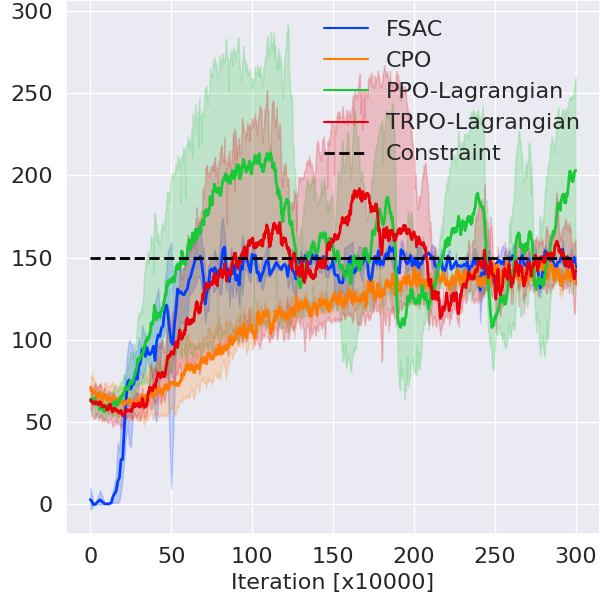 300
250
200
150
100
50
0
FSAC
CPO
PPO-Lagrangian
TRPO-Lagrangian
Constraint
0 50 100 150 200 250 300
Iteration [x10000]